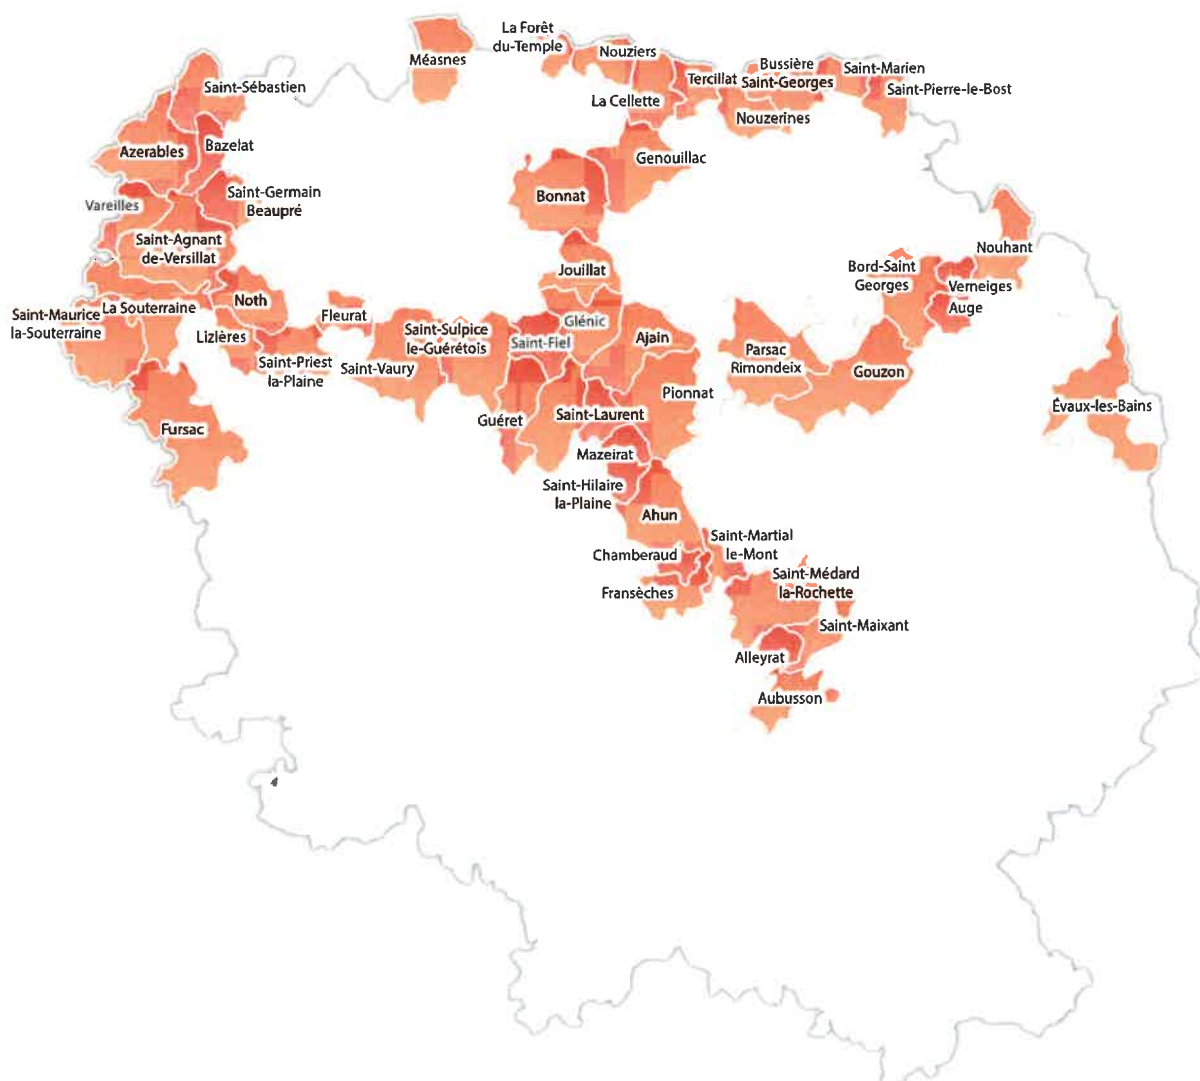 La Forêt
du-Temple
Nouziers
Méasnes
Bussière
Saint-Georges
Saint-Marien
Tercillat
Saint-Sébastien
Saint-Pierre-le-Bost
La Cellette
Nouzerines
Azerables
Bazelat
Genouillac
Saint-Germain
Beaupré
Bonnat
Vareilles
Saint-Agnant
de-Versillat
Nouhant
Jouillat
Bord-Saint
Georges
Verneiges
Auge
Saint-Maurice
la-Souterraine
La Souterraine
Noth
Fleurat
Lizières
Glénic
Saint-Sulpice
le-Guérétois
Saint-Fiel
Ajain
Saint-Priest
la-Plaine
Saint-Vaury
Parsac
Rimondeix
Gouzon
Pionnat
Guéret
Saint-Laurent
Évaux-les-Bains
Fursac
Mazeirat
Saint-Hilaire
la-Plaine
Ahun
Saint-Martial
le-Mont
Chamberaud
Saint-Médard
la-Rochette
Fransèches
Saint-Maixant
Alleyrat
Aubusson